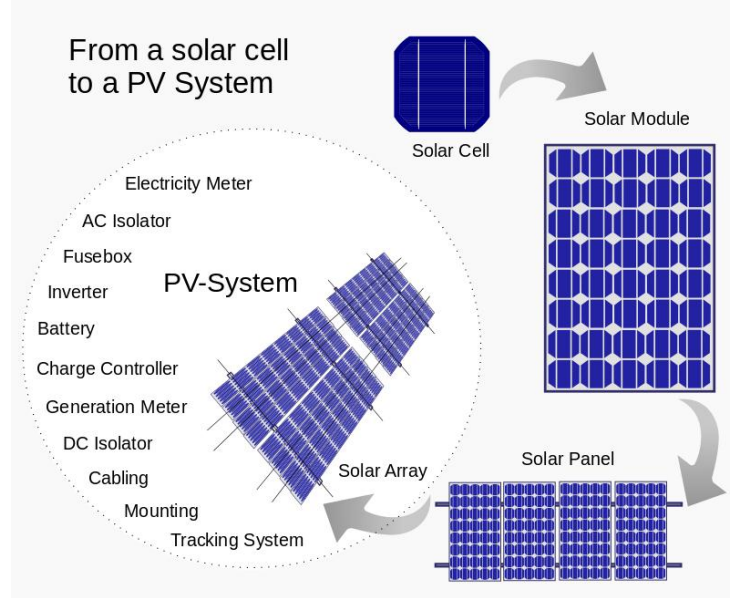 From a solar cell
to a PV System
Solar Cell
Solar Module
Electricity Meter
AC Isolator
Fusebox
Inverter
PV-System
Battery
Charge Controller
Generation Meter
DC Isolator
Cabling
Mounting
Tracking System
Solar Array
Solar Panel